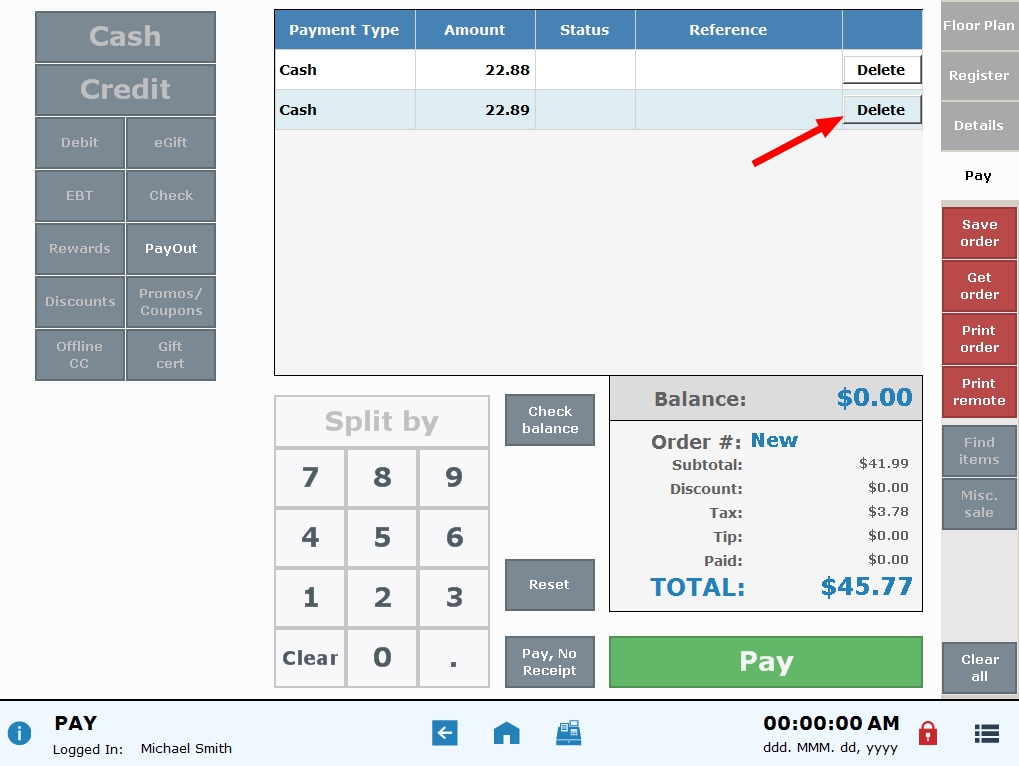 Cash
Credit
Debit eGift
EBT Check
Rewards PayOut
Discounts Promos/
Coupons
Offline
CC
Gift
cert
Payment Type Amount Status Reference
Cash 22.88 Delete
Cash 22.89 Delete
Split by
7 8 9
4 5 6
1 2 3
Clear 0 .
Check
balance
Reset
Pay, No
Receipt
Balance: $0.00
Order #: New
Subtotal: $41.99
Discount: $0.00
Tax: $3.78
Tip: $0.00
Paid: $0.00
TOTAL: $45.77
Pay
Floor Plan
Register
Details
Pay
Save
order
Get
order
Print
order
Print
remote
Find
items
Misc.
sale
Clear
all
i
PAY
Logged In: Michael Smith
00:00:00 AM
ddd. MMM. dd, yyyy